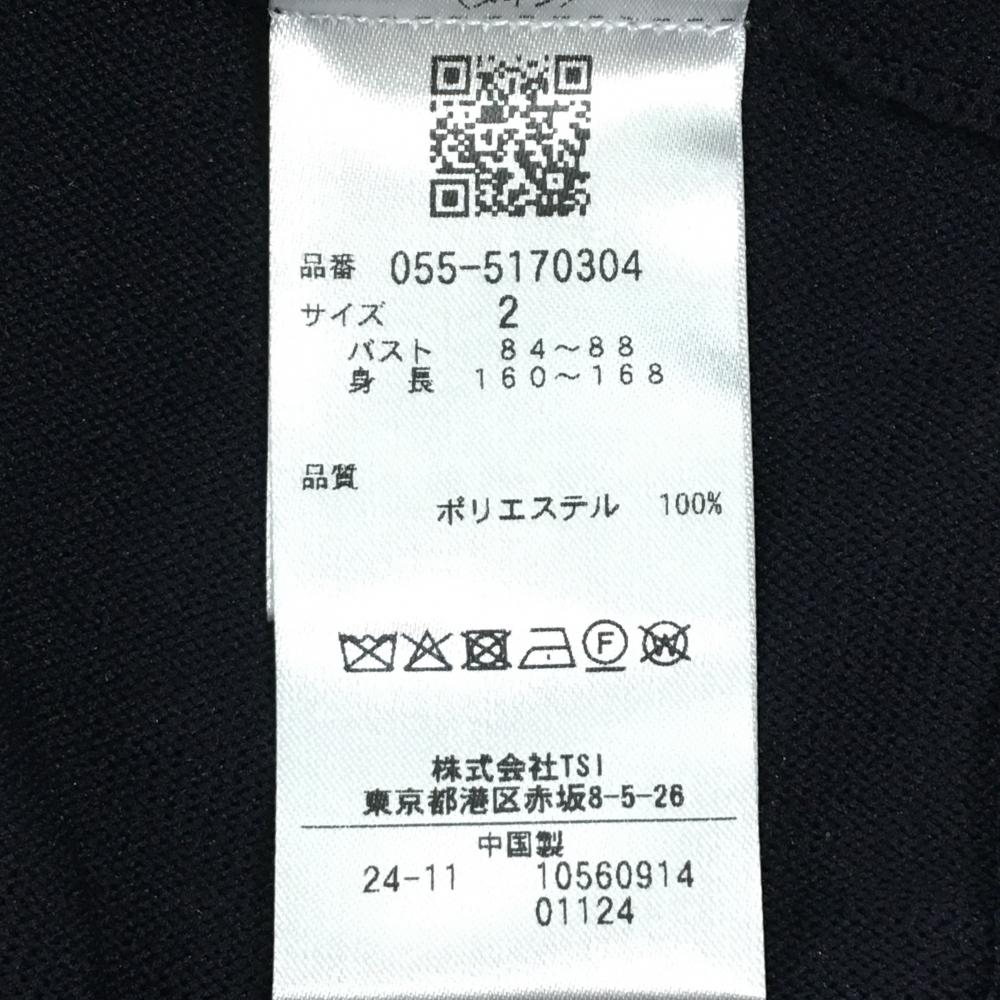 品番 055-5170304
サイズ 2
バスト 84～88
身 長 160～168
品質
ポリエステル 100%
F W
株式会社TSI
東京都港区赤坂8-5-26
中国製
24-11 10560914
01124